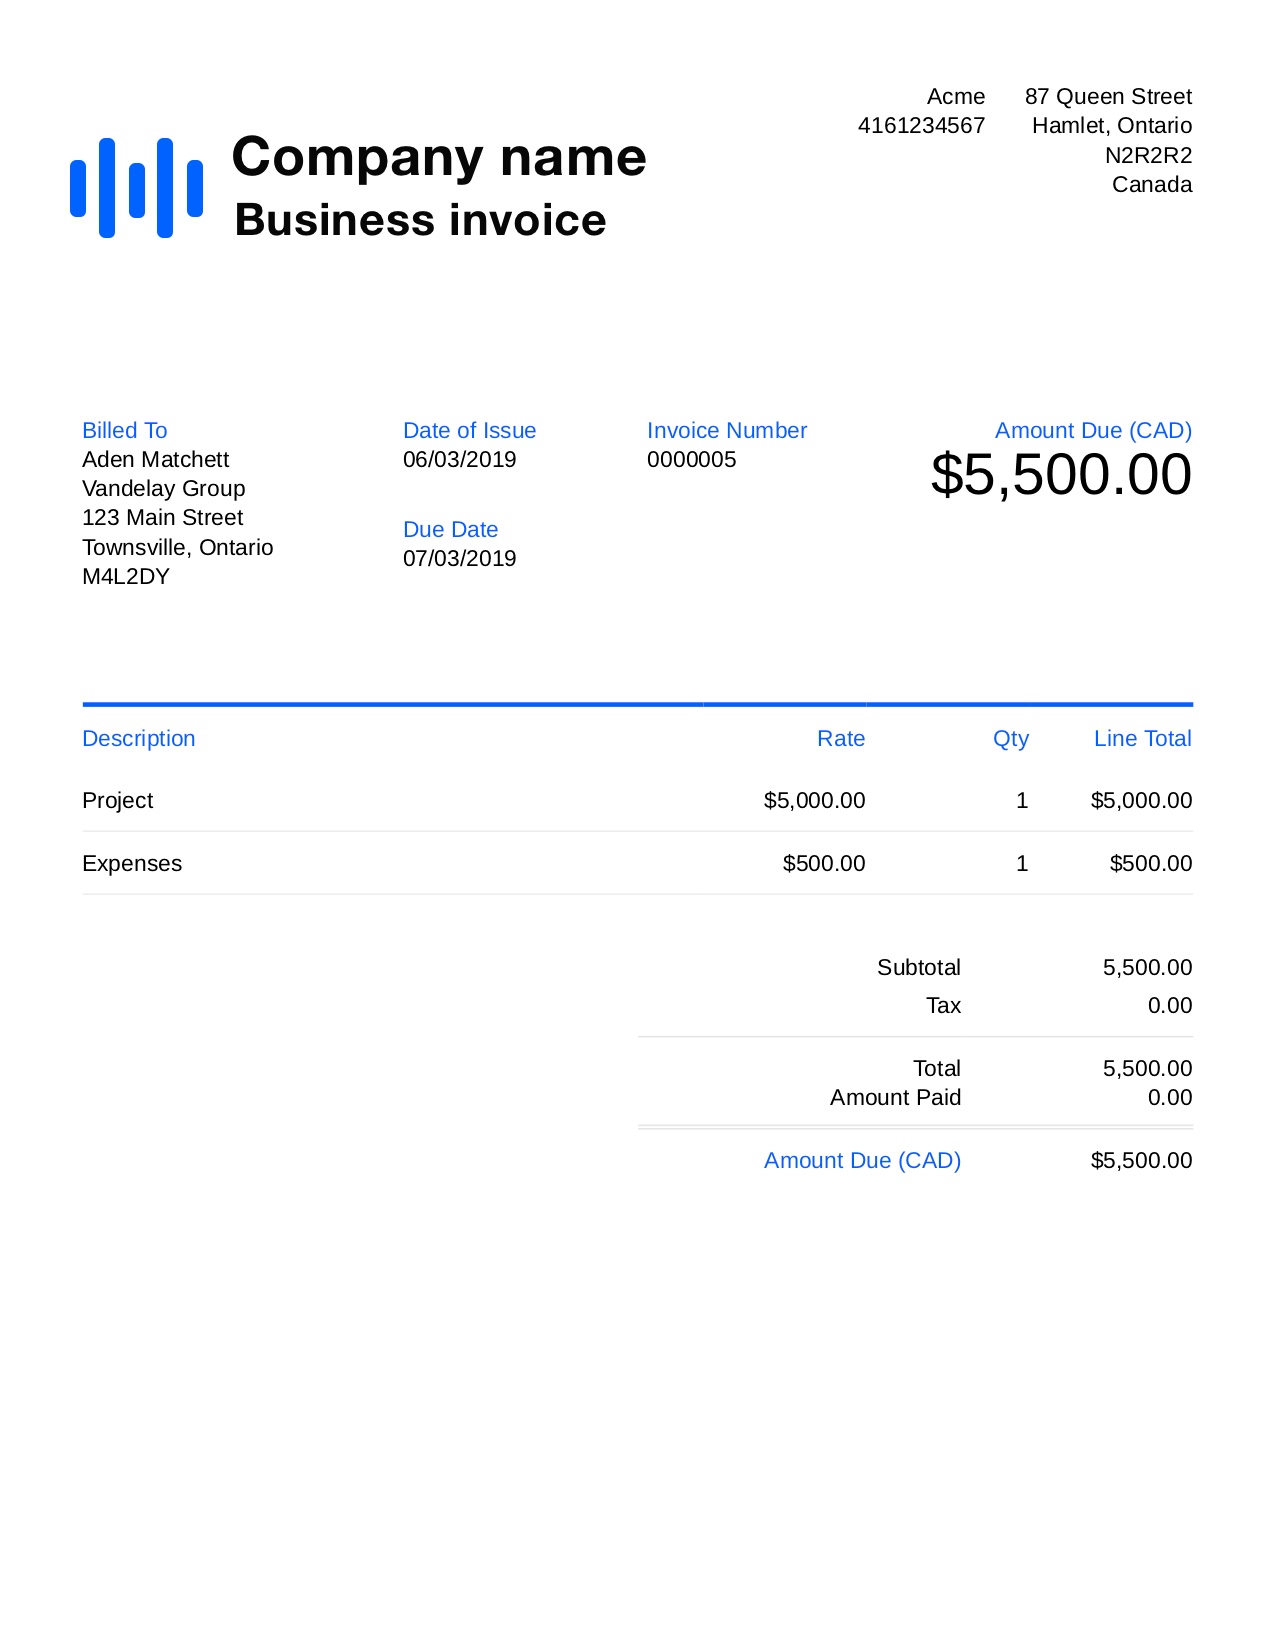 Acme
4161234567
87 Queen Street
Hamlet, Ontario
N2R2R2
Canada
Company name
Business invoice
Billed To
Aden Matchett
Vandelay Group
123 Main Street
Townsville, Ontario
M4L2DY
Date of Issue
06/03/2019
Due Date
07/03/2019
Invoice Number
0000005
Amount Due (CAD)
$5,500.00
Description Rate Qty Line Total
Project $5,000.00 1 $5,000.00
Expenses $500.00 1 $500.00
Subtotal 5,500.00
Tax 0.00
Total 5,500.00
Amount Paid 0.00
Amount Due (CAD) $5,500.00